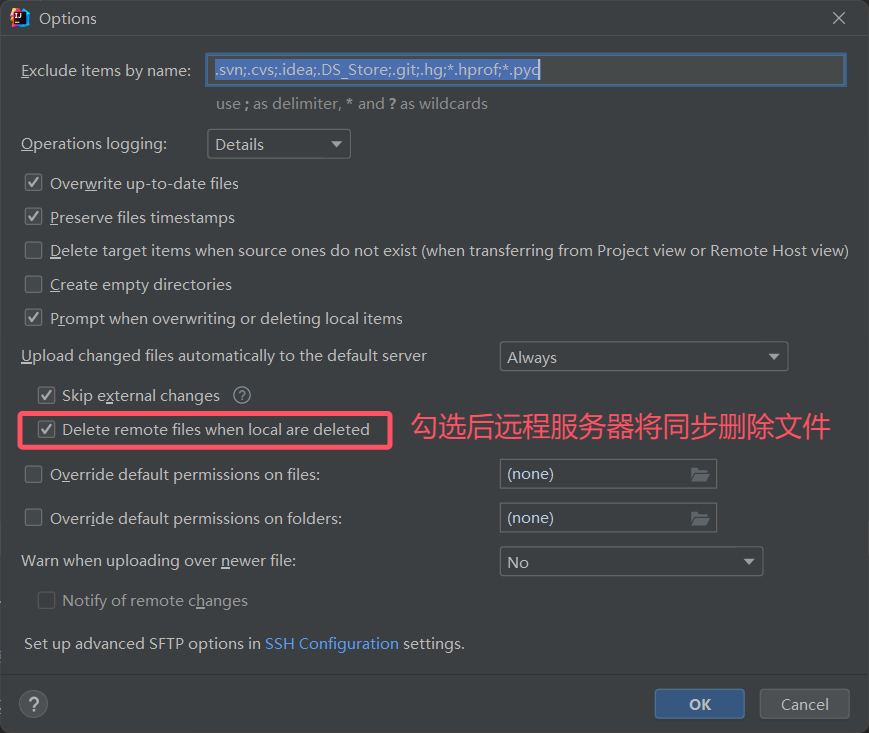 Options
Exclude items by name: .svn;.cvs;.idea;.DS_Store;.git;.hg;*.hprof;*.pyc
use ; as delimiter, * and ? as wildcards
Operations logging: Details
Overwrite up-to-date files
Preserve files timestamps
Delete target items when source ones do not exist (when transferring from Project view or Remote Host view)
Create empty directories
Prompt when overwriting or deleting local items
Upload changed files automatically to the default server Always
Skip external changes ?
Delete remote files when local are deleted 勾选后远程服务器将同步删除文件
Override default permissions on files: (none)
Override default permissions on folders: (none)
Warn when uploading over newer file: No
Notify of remote changes
Set up advanced SFTP options in SSH Configuration settings.
? OK Cancel